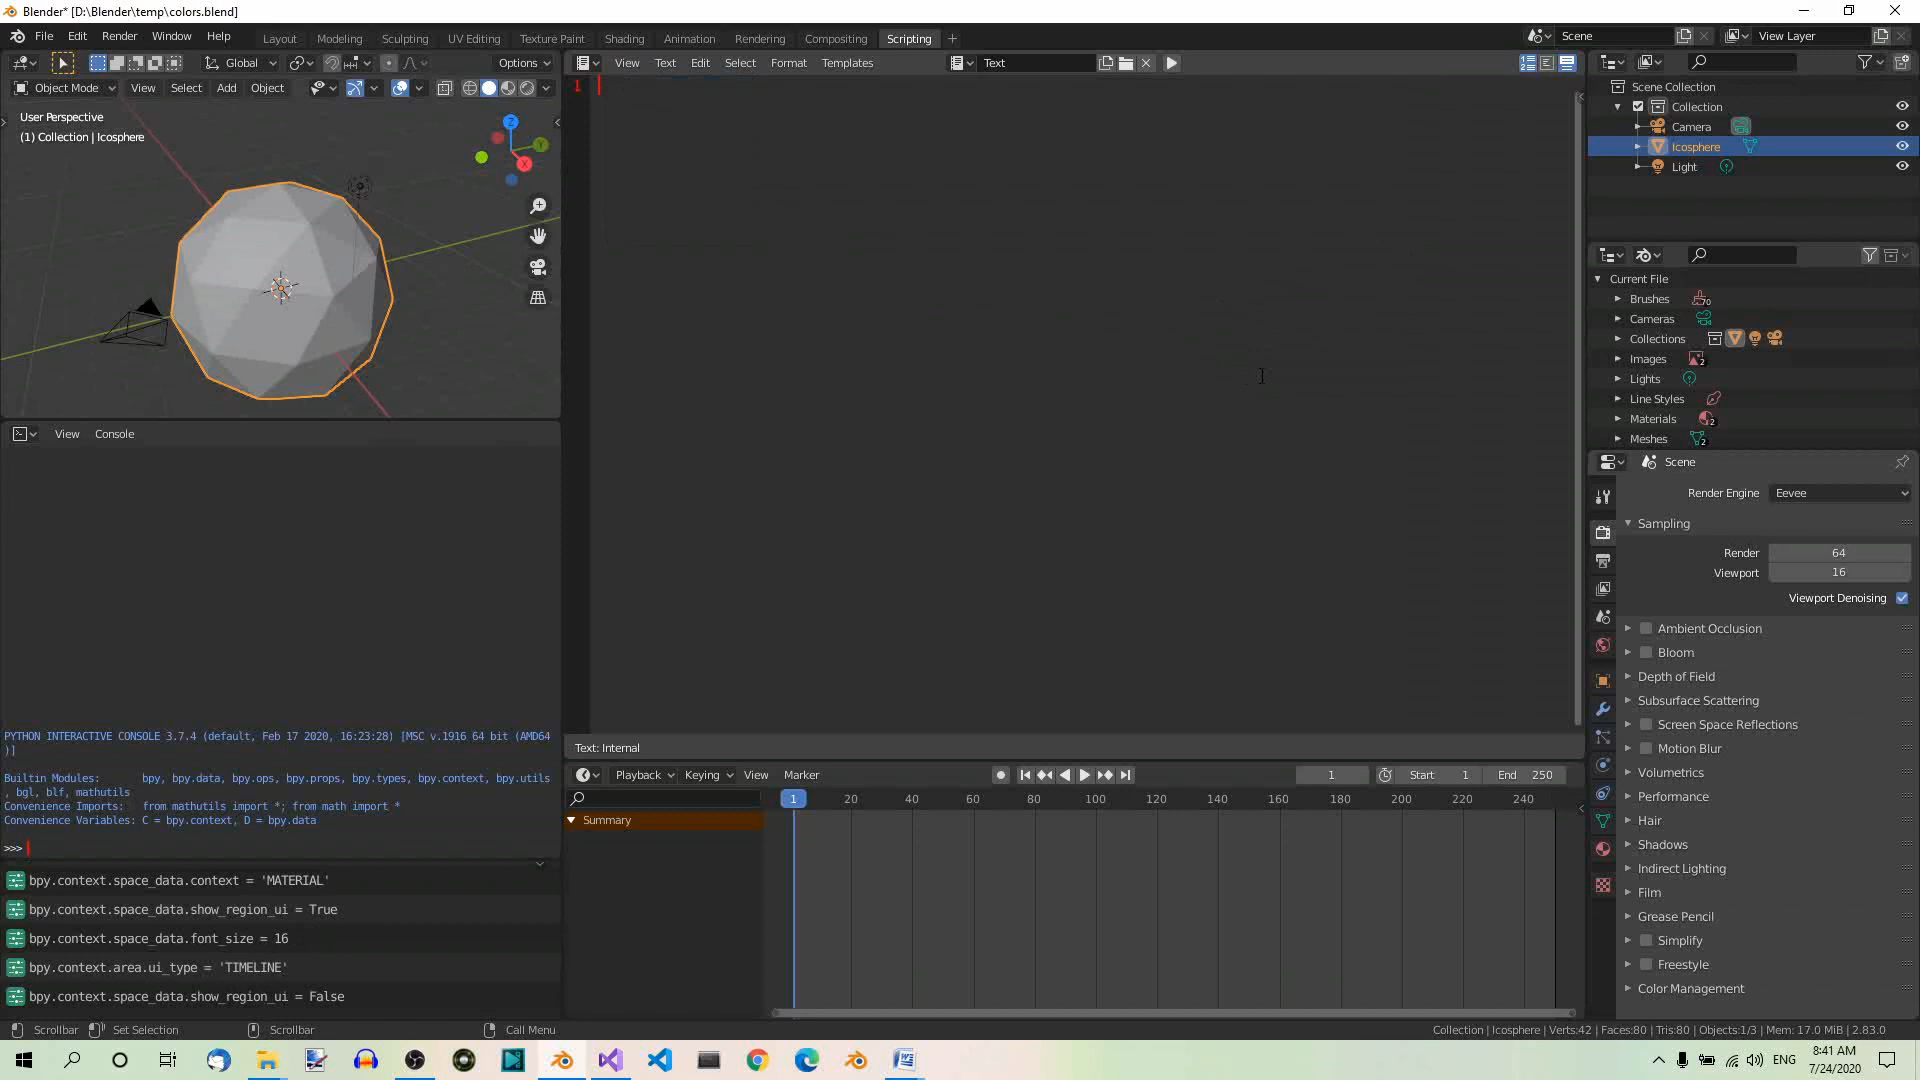 Blender* [D:\Blender\temp\colors.blend]
File Edit Render Window Help
Layout Modeling Sculpting UV Editing Texture Paint Shading Animation Rendering Compositing Scripting +
Scene
View Layer
Global
Options
View Text Edit Select Format Templates
Text
Object Mode View Select Add Object
User Perspective
(1) Collection | Icosphere
Z
Y
X
1
Scene Collection
Collection
Camera
Icosphere
Light
Current File
Brushes 70
Cameras
Collections
Images 2
Lights
Line Styles
Materials 2
Meshes 2
View Console
PYTHON INTERACTIVE CONSOLE 3.7.4 (default, Feb 17 2020, 16:23:28) [MSC v.1916 64 bit (AMD64
)]
Builtin Modules: bpy, bpy.data, bpy.ops, bpy.props, bpy.types, bpy.context, bpy.utils
, bgl, blf, mathutils
Convenience Imports: from mathutils import *; from math import *
Convenience Variables: C = bpy.context, D = bpy.data
>>>
bpy.context.space_data.context = 'MATERIAL'
bpy.context.space_data.show_region_ui = True
bpy.context.space_data.font_size = 16
bpy.context.area.ui_type = 'TIMELINE'
bpy.context.space_data.show_region_ui = False
Text: Internal
Playback Keying View Marker
1
Start 1 End 250
1 20 40 60 80 100 120 140 160 180 200 220 240
Summary
Scene
Render Engine Eevee
Sampling
Render 64
Viewport 16
Viewport Denoising
Ambient Occlusion
Bloom
Depth of Field
Subsurface Scattering
Screen Space Reflections
Motion Blur
Volumetrics
Performance
Hair
Shadows
Indirect Lighting
Film
Grease Pencil
Simplify
Freestyle
Color Management
Scrollbar Set Selection Scrollbar Call Menu
Collection | Icosphere | Verts:42 | Faces:80 | Tris:80 | Objects:1/3 | Mem: 17.0 MiB | 2.83.0
ENG
8:41 AM
7/24/2020